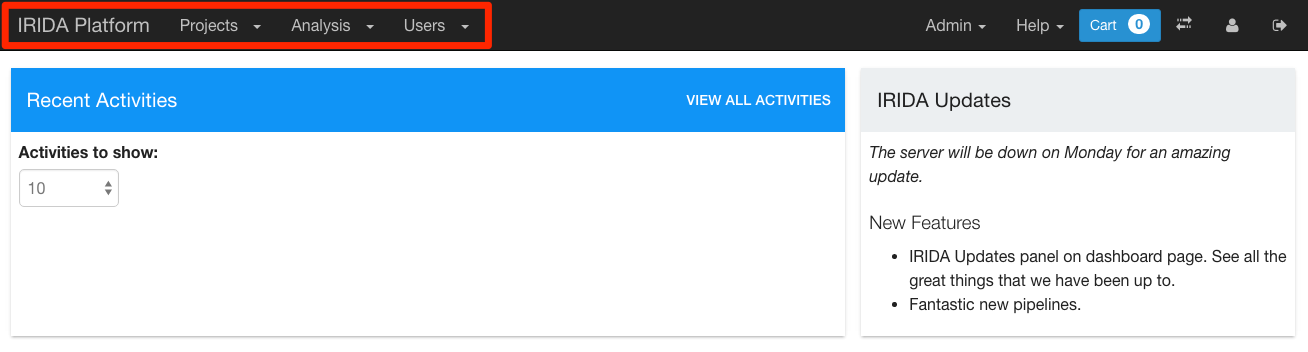 IRIDA Platform Projects Analysis Users Admin Help Cart 0
Recent Activities VIEW ALL ACTIVITIES
Activities to show:
10
IRIDA Updates
The server will be down on Monday for an amazing
update.
New Features
• IRIDA Updates panel on dashboard page. See all the
great things that we have been up to.
• Fantastic new pipelines.